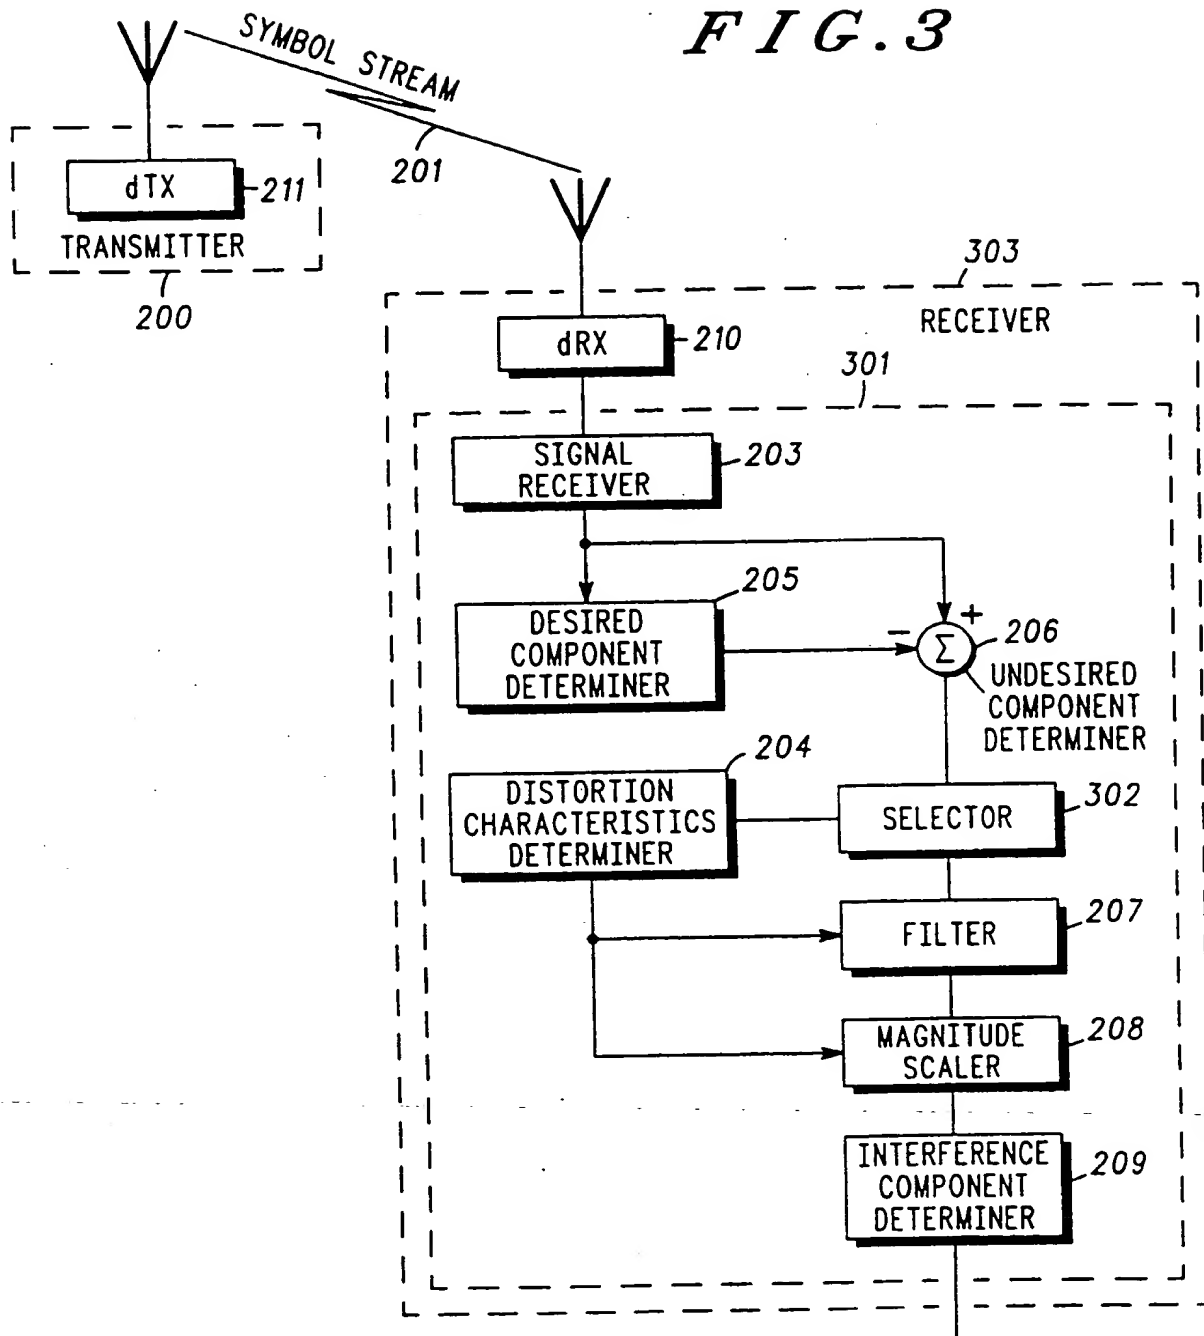 FIG.3
SYMBOL STREAM
201
dTX
211
TRANSMITTER
200
303
RECEIVER
dRX
210
301
SIGNAL
RECEIVER
203
205
DESIRED
COMPONENT
DETERMINER
-
+
Σ
206
UNDESIRED
COMPONENT
DETERMINER
204
DISTORTION
CHARACTERISTICS
DETERMINER
SELECTOR
302
FILTER
207
MAGNITUDE
SCALER
208
INTERFERENCE
COMPONENT
DETERMINER
209